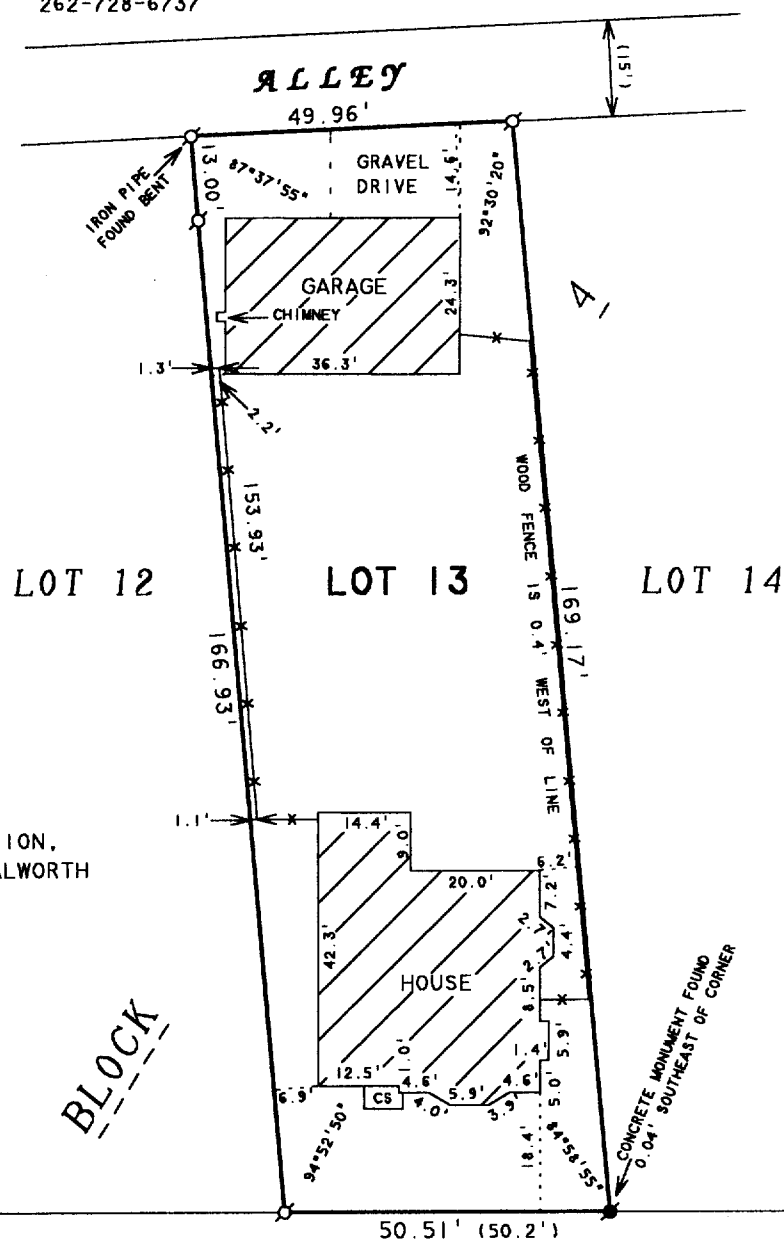 262-728-6737
ALLEY
(15')
49.96'
IRON PIPE
FOUND BENT
13.00'
87°37'55"
GRAVEL
DRIVE
14.6'
92°30'20"
GARAGE
24.3'
4
CHIMNEY
1.3'
36.3'
2.2'
153.93'
WOOD FENCE IS 0.4' WEST OF LINE
LOT 12
LOT 13
LOT 14
169.17'
166.93'
1.1'
14.4'
9.0'
ION,
ALWORTH
20.0'
6.2'
7.2'
2.7'
2.7'
4.4'
42.3'
HOUSE
8.5'
BLOCK
1.4'
5.9'
12.5'
1.0'
4.6'
5.9'
4.6'
5.0'
6.9'
CS
4.0'
3.9'
CONCRETE MONUMENT FOUND
0.04' SOUTHEAST OF CORNER
94°52'50"
18.4'
84°58'55"
50.51' (50.2')